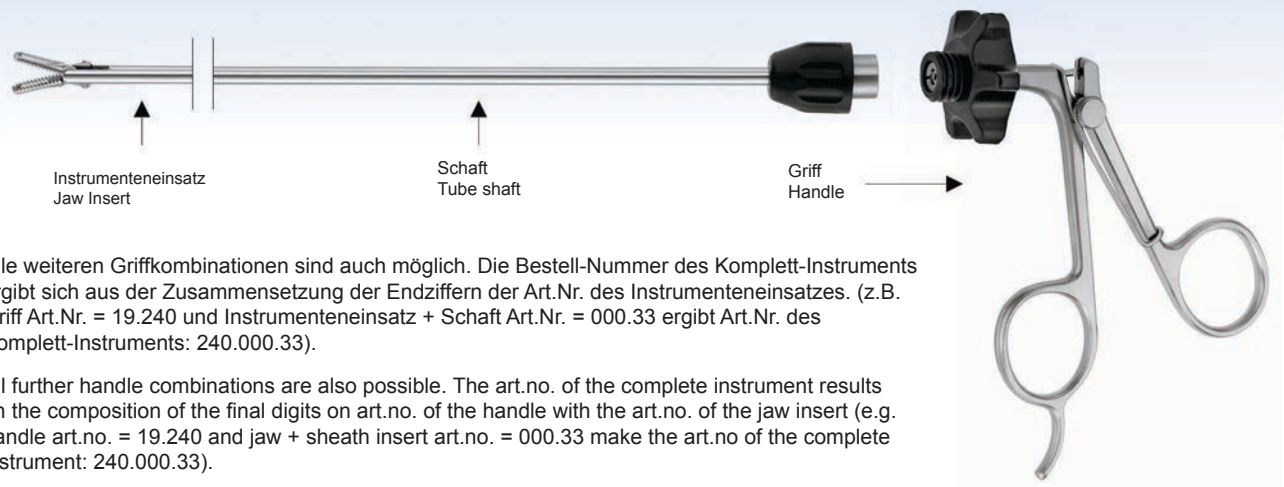 Instrumenteneinsatz
Jaw Insert
Schaft
Tube shaft
Griff
Handle
le weiteren Griffkombinationen sind auch möglich. Die Bestell-Nummer des Komplett-Instruments
rgibt sich aus der Zusammensetzung der Endziffern der Art.Nr. des Instrumenteneinsatzes. (z.B.
riff Art.Nr. = 19.240 und Instrumenteneinsatz + Schaft Art.Nr. = 000.33 ergibt Art.Nr. des
omplett-Instruments: 240.000.33).
l further handle combinations are also possible. The art.no. of the complete instrument results
n the composition of the final digits on art.no. of the handle with the art.no. of the jaw insert (e.g.
andle art.no. = 19.240 and jaw + sheath insert art.no. = 000.33 make the art.no of the complete
strument: 240.000.33).